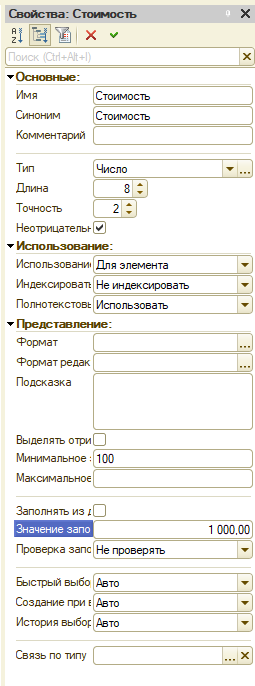 Свойства: Стоимость
Поиск (Ctrl+Alt+I)
Основные:
Имя Стоимость
Синоним Стоимость
Комментарий
Тип Число
Длина 8
Точность 2
Неотрицательн
Использование:
Использование Для элемента
Индексировать Не индексировать
Полнотекстовы Использовать
Представление:
Формат
Формат редак
Подсказка
Выделять отри
Минимальное з 100
Максимальное
Заполнять из д
Значение запо 1 000,00
Проверка запо Не проверять
Быстрый выбо Авто
Создание при в Авто
История выбор Авто
Связь по типу